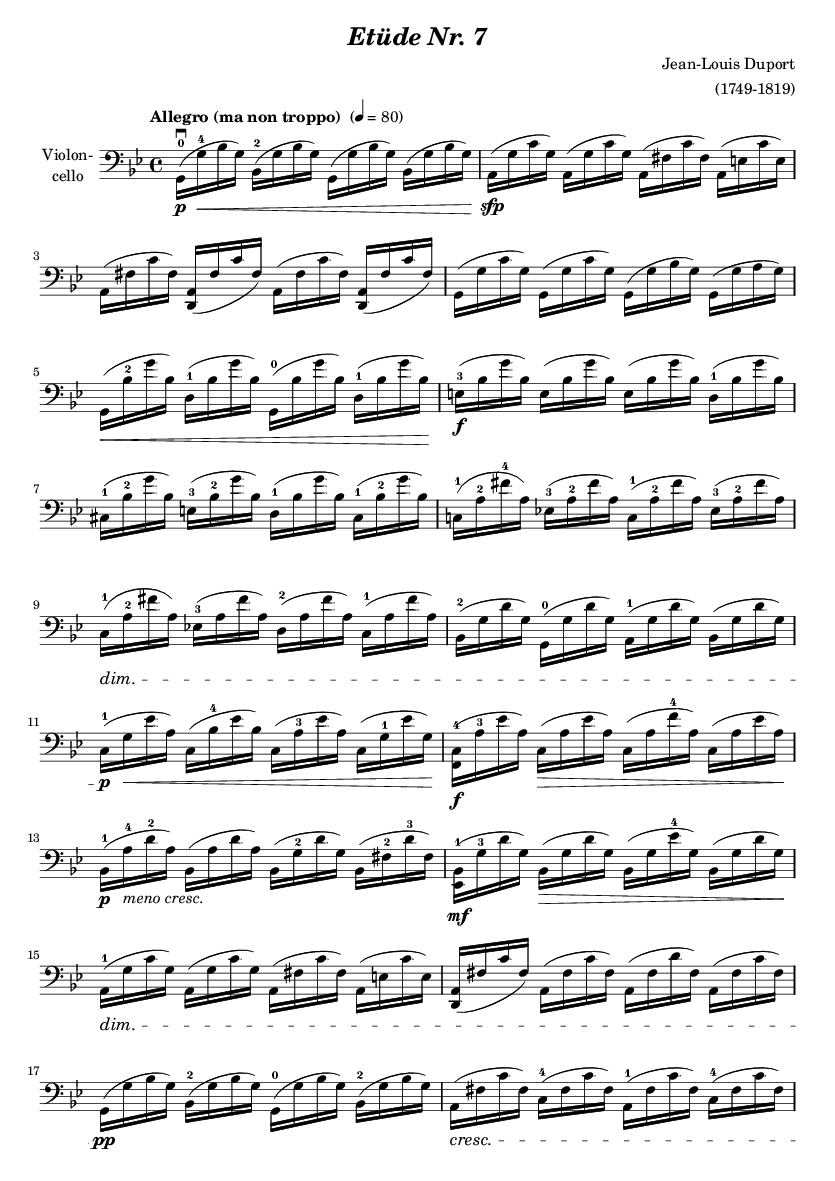 Etüde Nr. 7
Jean-Louis Duport
(1749-1819)
Allegro (ma non troppo) (♩ = 80)
Violon-
cello
0 4 2
p sfp
3
5
2 1 0 1 3 1
f
7
1 2 3 2 1 1 2 1 2 4 3 2 1 2 3 2
9
1 2 3 2 1 2 0 1
dim.
11
1 4 3 1 4 3 4
p f
13
1 4 2 2 2 3 1 3 4
p meno cresc. mf
15
1
dim.
17
2 0 2 4 1 4
pp cresc.